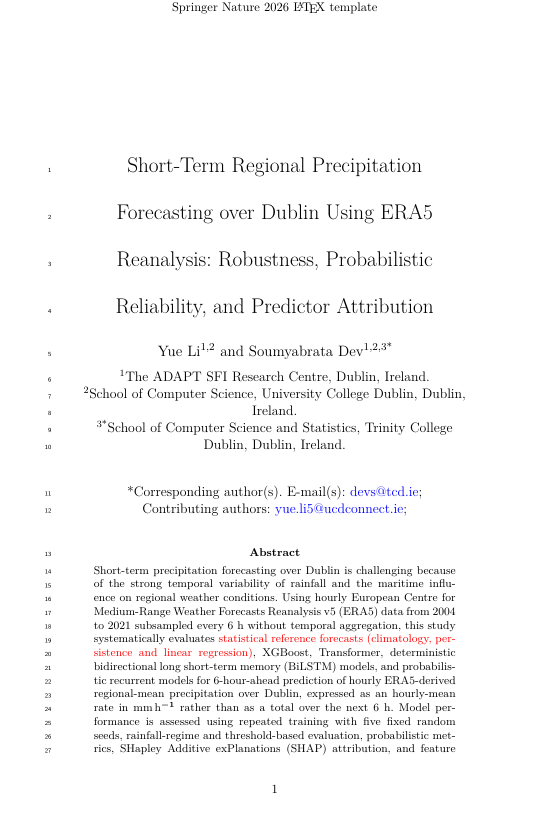 Springer Nature 2026 LATEX template
1 Short-Term Regional Precipitation
2 Forecasting over Dublin Using ERA5
3 Reanalysis: Robustness, Probabilistic
4 Reliability, and Predictor Attribution
5 Yue Li1,2 and Soumyabrata Dev1,2,3*
6 1The ADAPT SFI Research Centre, Dublin, Ireland.
7 2School of Computer Science, University College Dublin, Dublin,
8 Ireland.
9 3*School of Computer Science and Statistics, Trinity College
10 Dublin, Dublin, Ireland.
11 *Corresponding author(s). E-mail(s): devs@tcd.ie;
12 Contributing authors: yue.li5@ucdconnect.ie;
13 Abstract
14 Short-term precipitation forecasting over Dublin is challenging because
15 of the strong temporal variability of rainfall and the maritime influ-
16 ence on regional weather conditions. Using hourly European Centre for
17 Medium-Range Weather Forecasts Reanalysis v5 (ERA5) data from 2004
18 to 2021 subsampled every 6 h without temporal aggregation, this study
19 systematically evaluates statistical reference forecasts (climatology, per-
20 sistence and linear regression), XGBoost, Transformer, deterministic
21 bidirectional long short-term memory (BiLSTM) models, and probabilis-
22 tic recurrent models for 6-hour-ahead prediction of hourly ERA5-derived
23 regional-mean precipitation over Dublin, expressed as an hourly-mean
24 rate in mm h−1 rather than as a total over the next 6 h. Model per-
25 formance is assessed using repeated training with five fixed random
26 seeds, rainfall-regime and threshold-based evaluation, probabilistic met-
27 rics, SHapley Additive exPlanations (SHAP) attribution, and feature
1